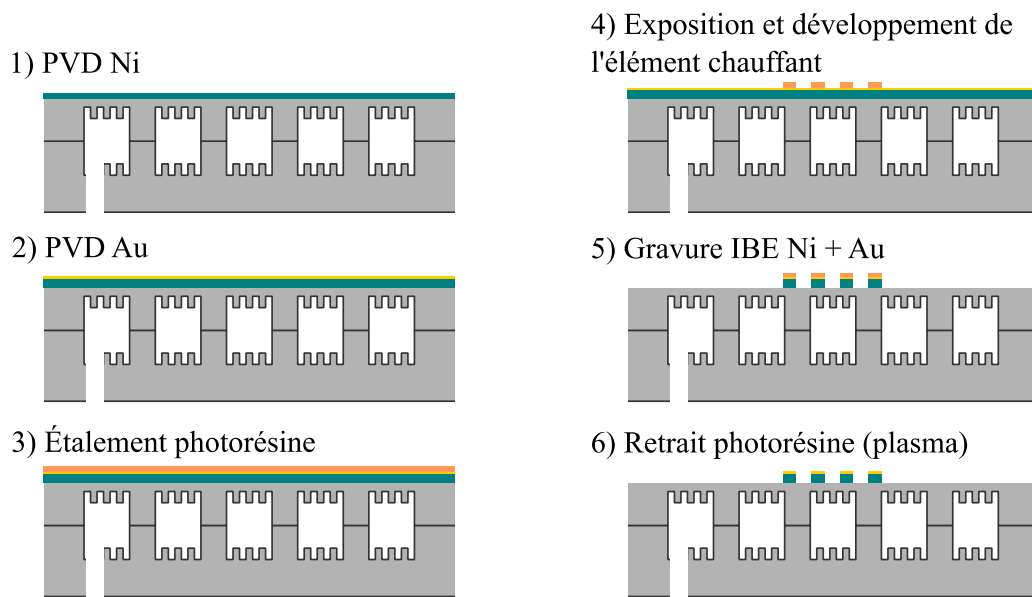 1) PVD Ni
2) PVD Au
3) Étalement photorésine
4) Exposition et développement de
l'élément chauffant
5) Gravure IBE Ni + Au
6) Retrait photorésine (plasma)